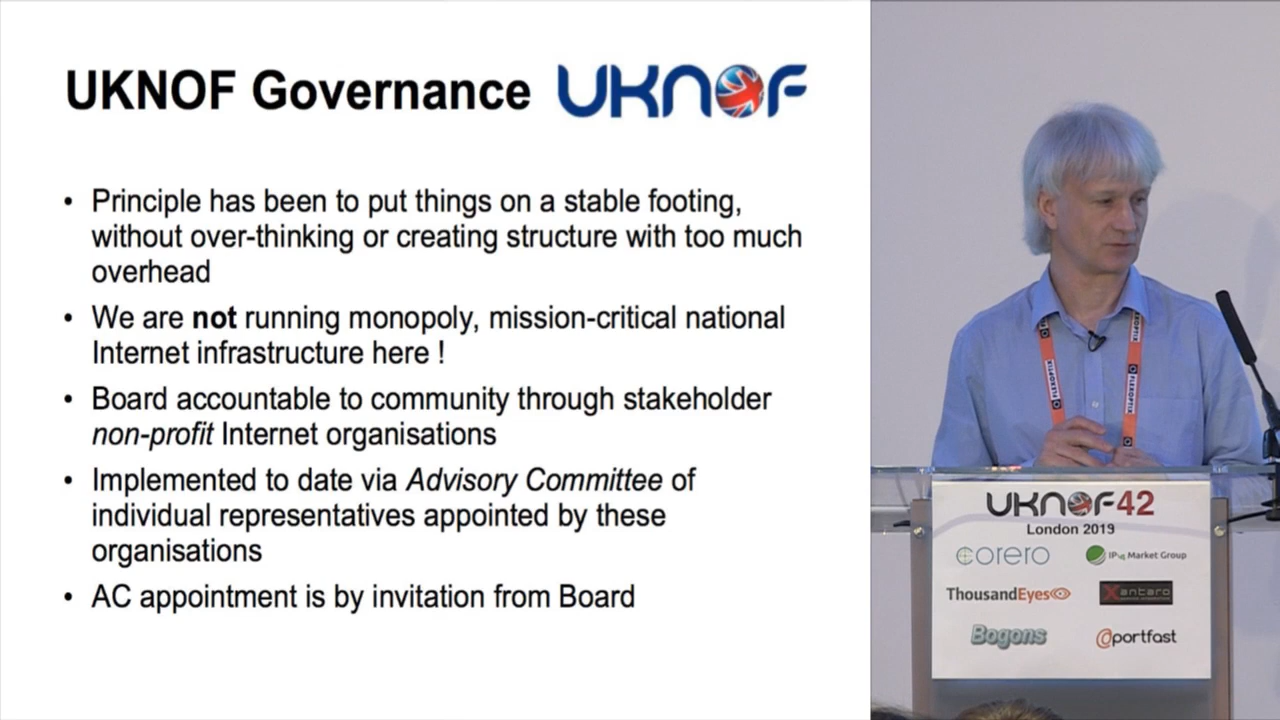 UKNOF Governance UKNOF
• Principle has been to put things on a stable footing,
without over-thinking or creating structure with too much
overhead
• We are not running monopoly, mission-critical national
Internet infrastructure here !
• Board accountable to community through stakeholder
non-profit Internet organisations
• Implemented to date via Advisory Committee of
individual representatives appointed by these
organisations
• AC appointment is by invitation from Board
FLEXOPTIX
FLEXOPTIX
UKNOF42
London 2019
corero
IPv4 Market Group
ThousandEyes
Xantaro
Bogons
portfast